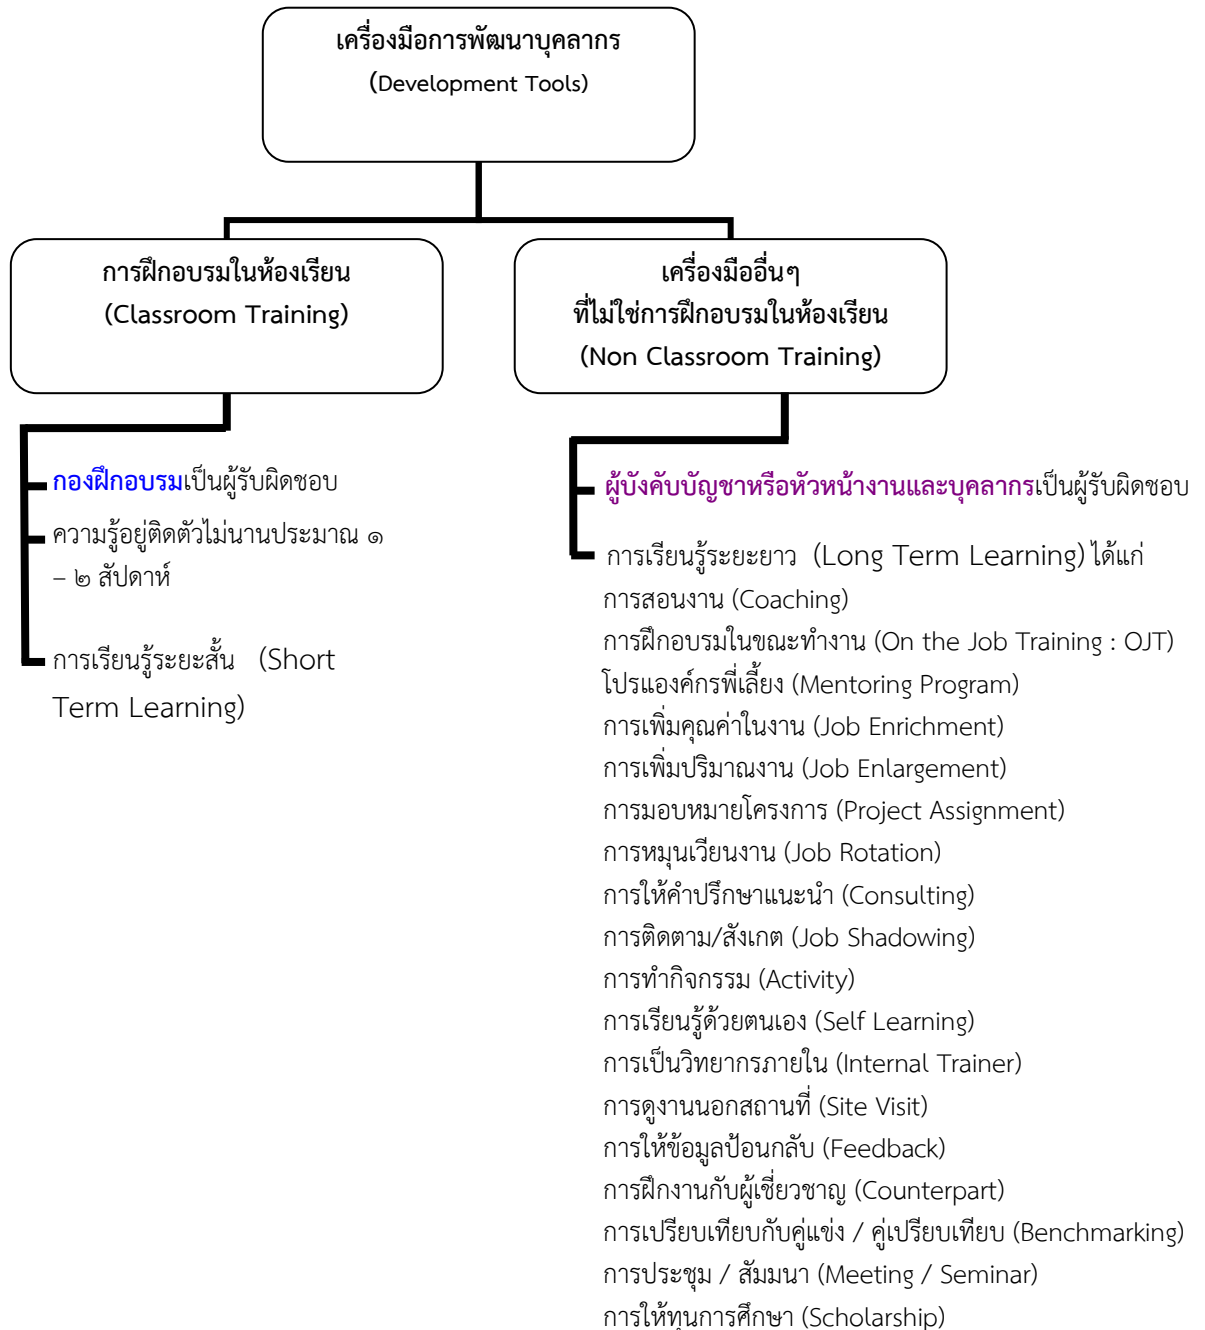 เครื่องมือการพัฒนาบุคลากร
(Development Tools)
การฝึกอบรมในห้องเรียน
(Classroom Training)
กองฝึกอบรมเป็นผู้รับผิดชอบ
ความรู้อยู่ติดตัวไม่นานประมาณ ๑
– ๒ สัปดาห์
การเรียนรู้ระยะสั้น (Short
Term Learning)
เครื่องมืออื่นๆ
ที่ไม่ใช่การฝึกอบรมในห้องเรียน
(Non Classroom Training)
ผู้บังคับบัญชาหรือหัวหน้างานและบุคลากรเป็นผู้รับผิดชอบ
การเรียนรู้ระยะยาว (Long Term Learning) ได้แก่
การสอนงาน (Coaching)
การฝึกอบรมในขณะทำงาน (On the Job Training : OJT)
โปรแองค์กรพี่เลี้ยง (Mentoring Program)
การเพิ่มคุณค่าในงาน (Job Enrichment)
การเพิ่มปริมาณงาน (Job Enlargement)
การมอบหมายโครงการ (Project Assignment)
การหมุนเวียนงาน (Job Rotation)
การให้คำปรึกษาแนะนำ (Consulting)
การติดตาม/สังเกต (Job Shadowing)
การทำกิจกรรม (Activity)
การเรียนรู้ด้วยตนเอง (Self Learning)
การเป็นวิทยากรภายใน (Internal Trainer)
การดูงานนอกสถานที่ (Site Visit)
การให้ข้อมูลป้อนกลับ (Feedback)
การฝึกงานกับผู้เชี่ยวชาญ (Counterpart)
การเปรียบเทียบกับคู่แข่ง / คู่เปรียบเทียบ (Benchmarking)
การประชุม / สัมมนา (Meeting / Seminar)
การให้ทุนการศึกษา (Scholarship)